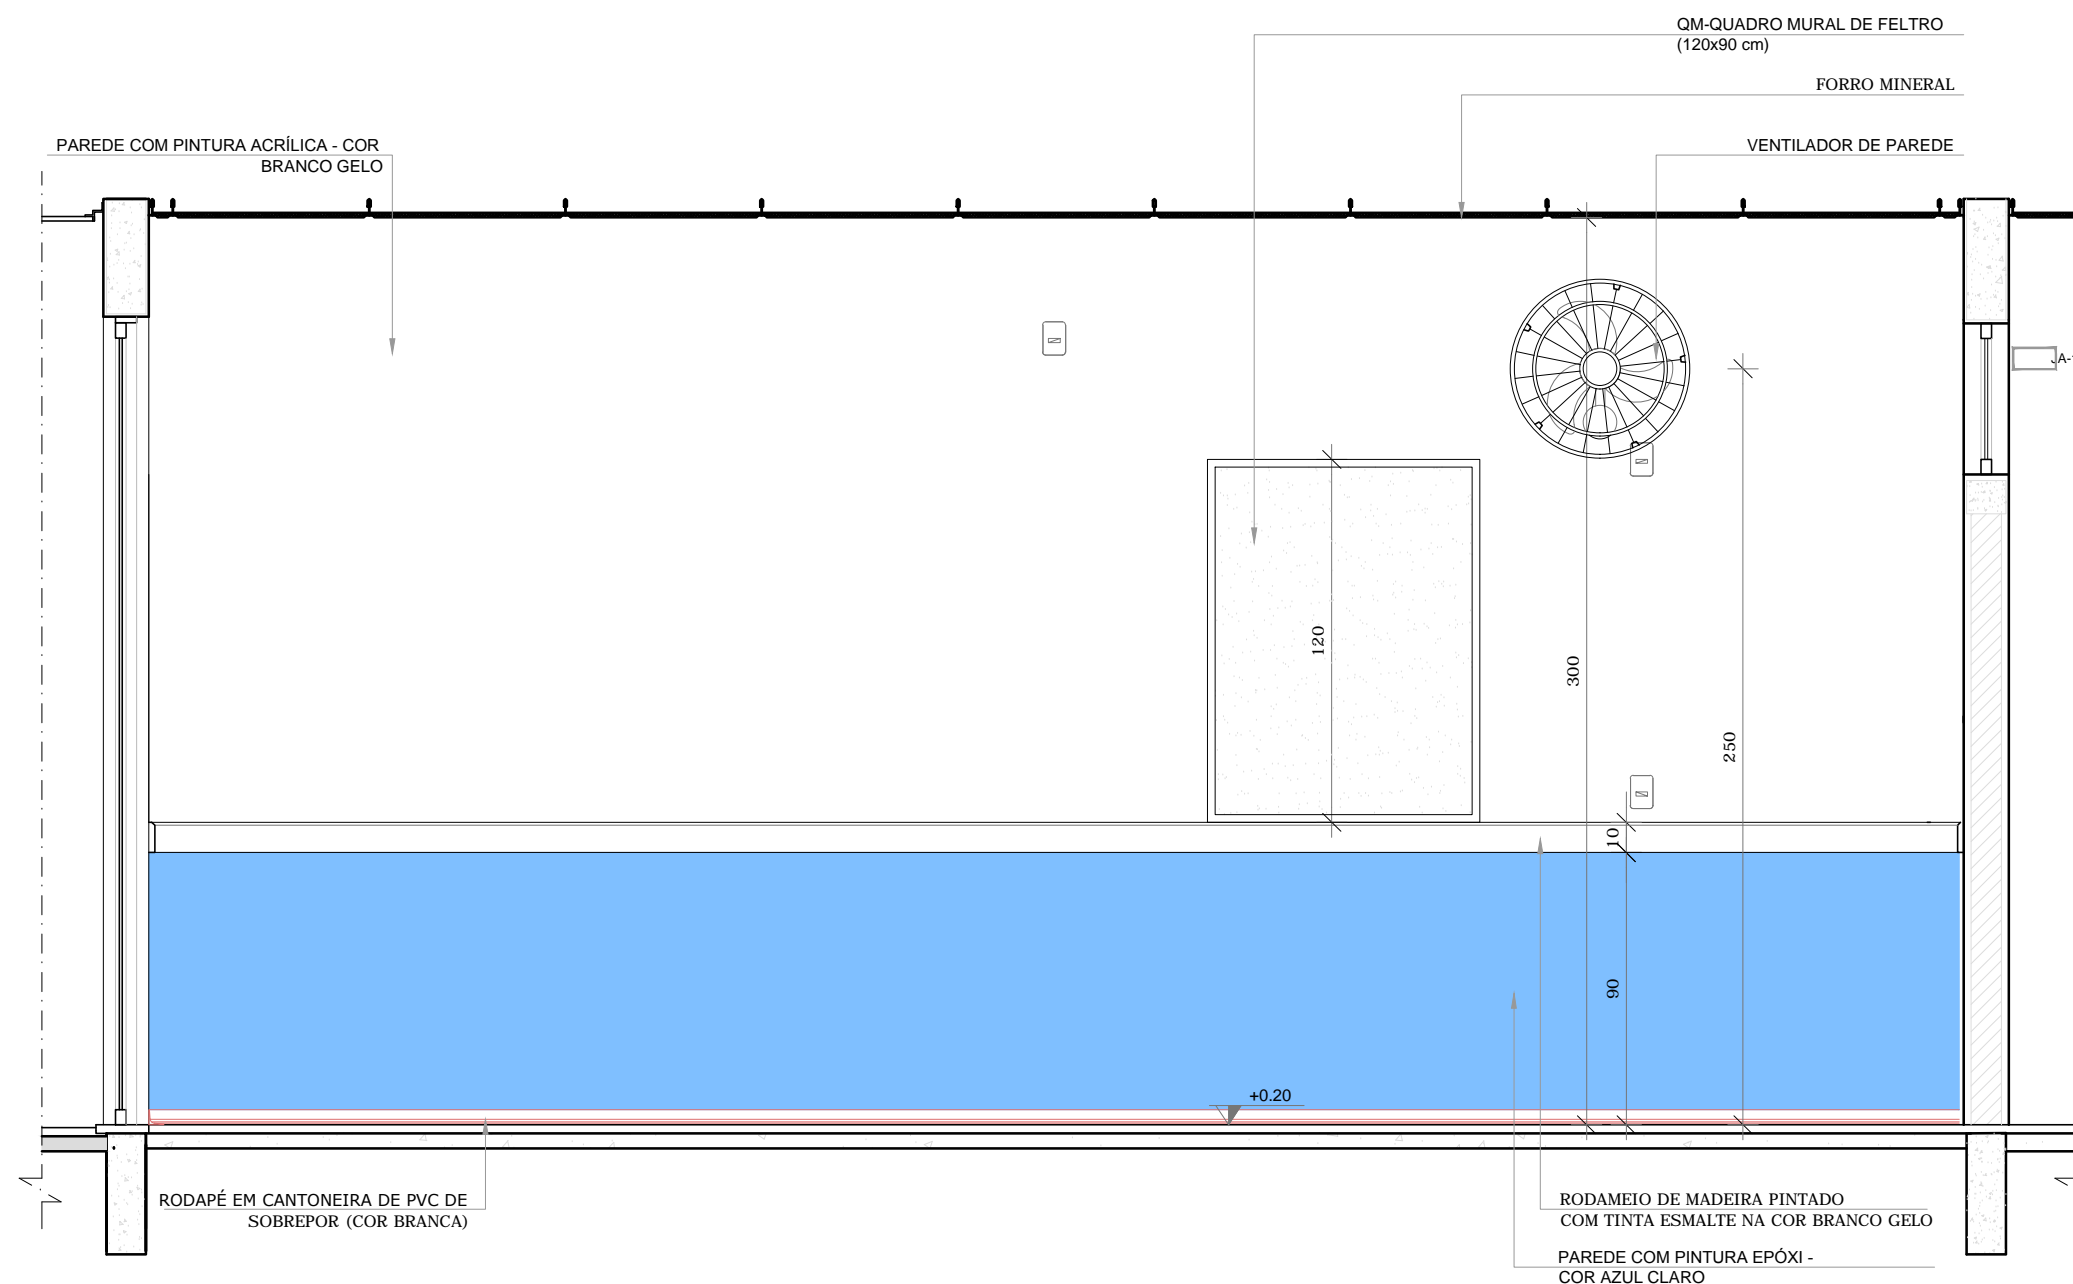 QM-QUADRO MURAL DE FELTRO
(120x90 cm)
FORRO MINERAL
PAREDE COM PINTURA ACRÍLICA - COR
BRANCO GELO
VENTILADOR DE PAREDE
120
300
250
10
90
+0.20
RODAPÉ EM CANTONEIRA DE PVC DE
SOBREPOR (COR BRANCA)
RODAMEIO DE MADEIRA PINTADO
COM TINTA ESMALTE NA COR BRANCO GELO
PAREDE COM PINTURA EPÓXI -
COR AZUL CLARO